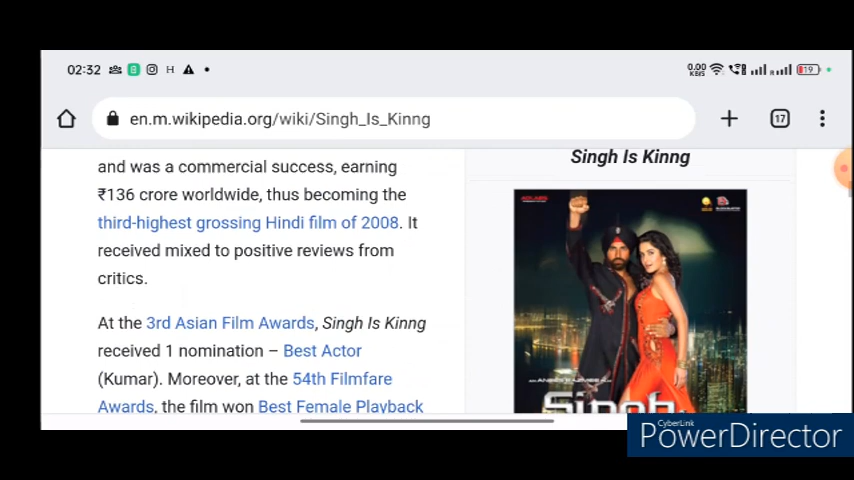 02:32
H
0.00
KB/S
19
en.m.wikipedia.org/wiki/Singh_Is_Kinng
17
and was a commercial success, earning
₹136 crore worldwide, thus becoming the
third-highest grossing Hindi film of 2008. It
received mixed to positive reviews from
critics.
At the 3rd Asian Film Awards, Singh Is Kinng
received 1 nomination – Best Actor
(Kumar). Moreover, at the 54th Filmfare
Awards, the film won Best Female Playback
Singh Is Kinng
Singh
CyberLink
PowerDirector